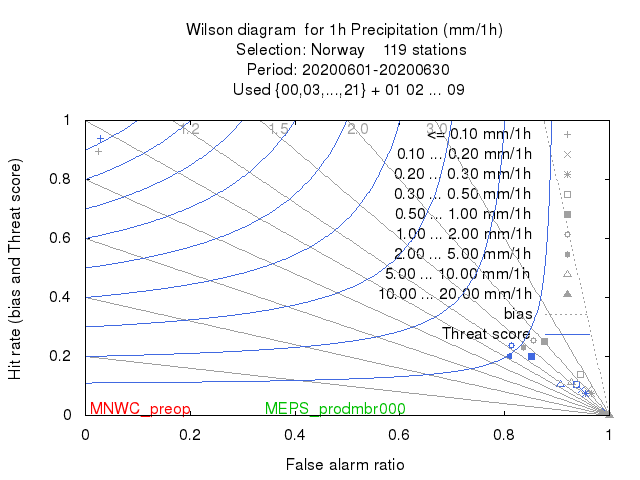 Wilson diagram for 1h Precipitation (mm/1h)
Selection: Norway 119 stations
Period: 20200601-20200630
Used {00,03,...,21} + 01 02 ... 09
1.2 1.5 2.0 3.0
<= 0.10 mm/1h
0.10 ... 0.20 mm/1h
0.20 ... 0.30 mm/1h
0.30 ... 0.50 mm/1h
0.50 ... 1.00 mm/1h
1.00 ... 2.00 mm/1h
2.00 ... 5.00 mm/1h
5.00 ... 10.00 mm/1h
10.00 ... 20.00 mm/1h
bias
Threat score
1
0.8
0.6
0.4
0.2
0
Hit rate (bias and Threat score)
MNWC_preop MEPS_prodmbr000
0 0.2 0.4 0.6 0.8 1
False alarm ratio